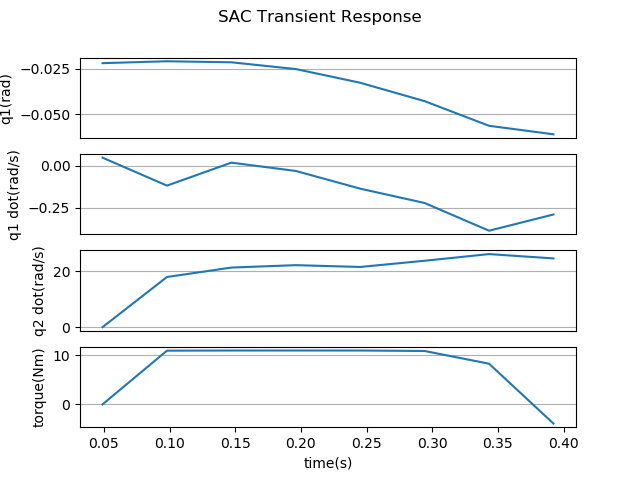 SAC Transient Response
q1(rad)
−0.025
−0.050
q1 dot(rad/s)
0.00
−0.25
q2 dot(rad/s)
20
0
torque(Nm)
10
0
0.05 0.10 0.15 0.20 0.25 0.30 0.35 0.40
time(s)